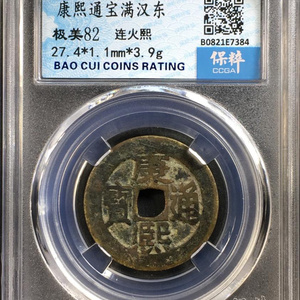 康熙通宝满汉东
极美82 连火熙
27.4*1.1mm*3.9g
BAO CUI COINS RATING
B0821E7384
保粹
CCGA
康熙通寳